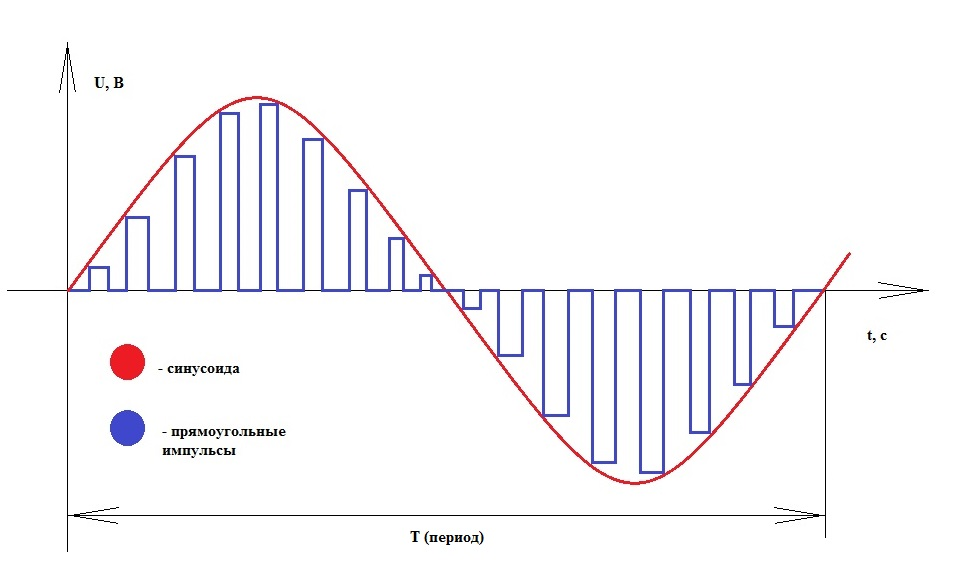 U, В
t, с
- синусоида
- прямоугольные
импульсы
Т (период)